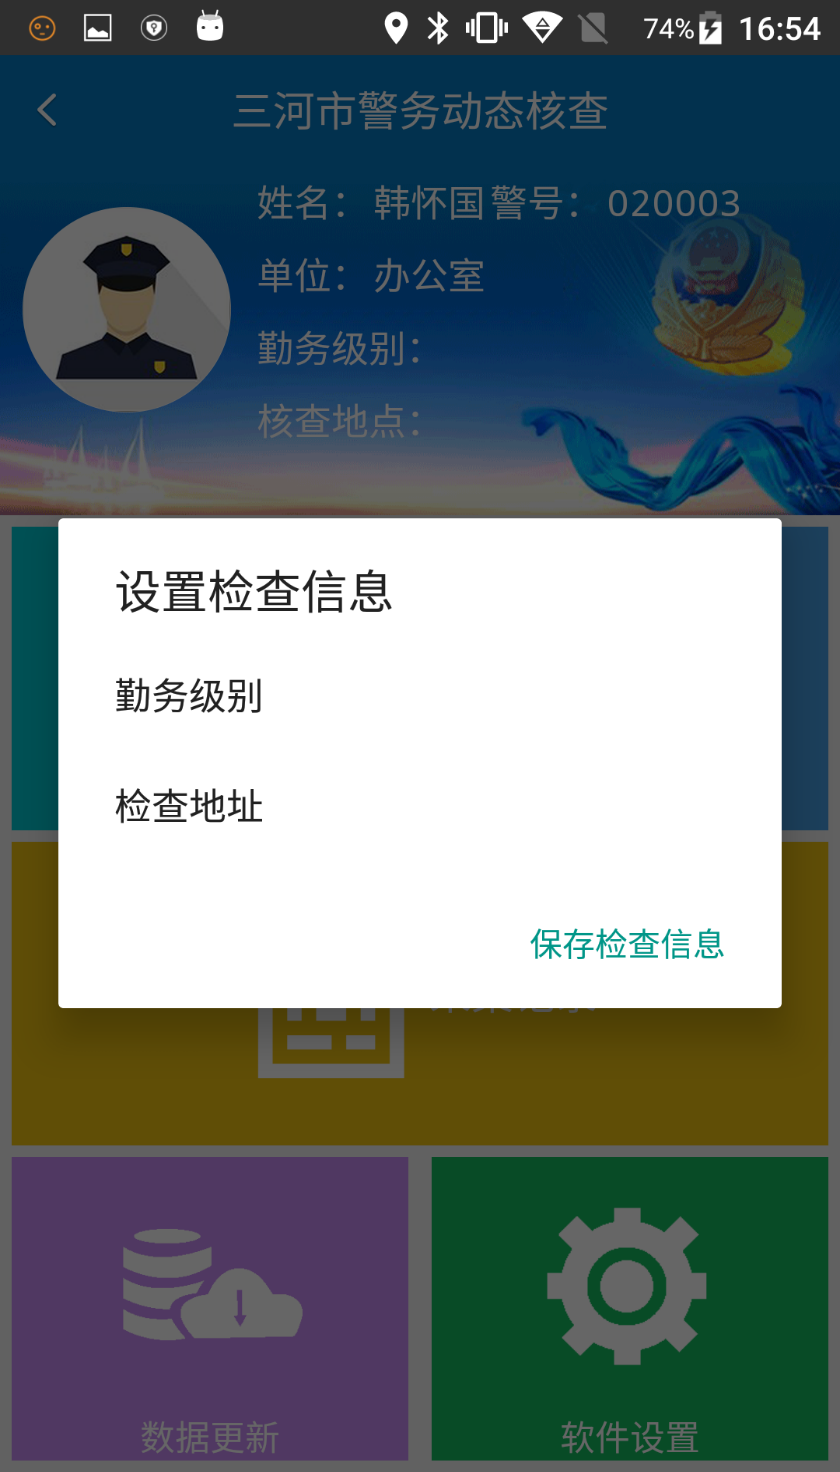 74% 16:54
三河市警务动态核查
姓名： 韩怀国 警号： 020003
单位： 办公室
勤务级别：
核查地点：
设置检查信息
勤务级别
检查地址
保存检查信息
数据更新
软件设置